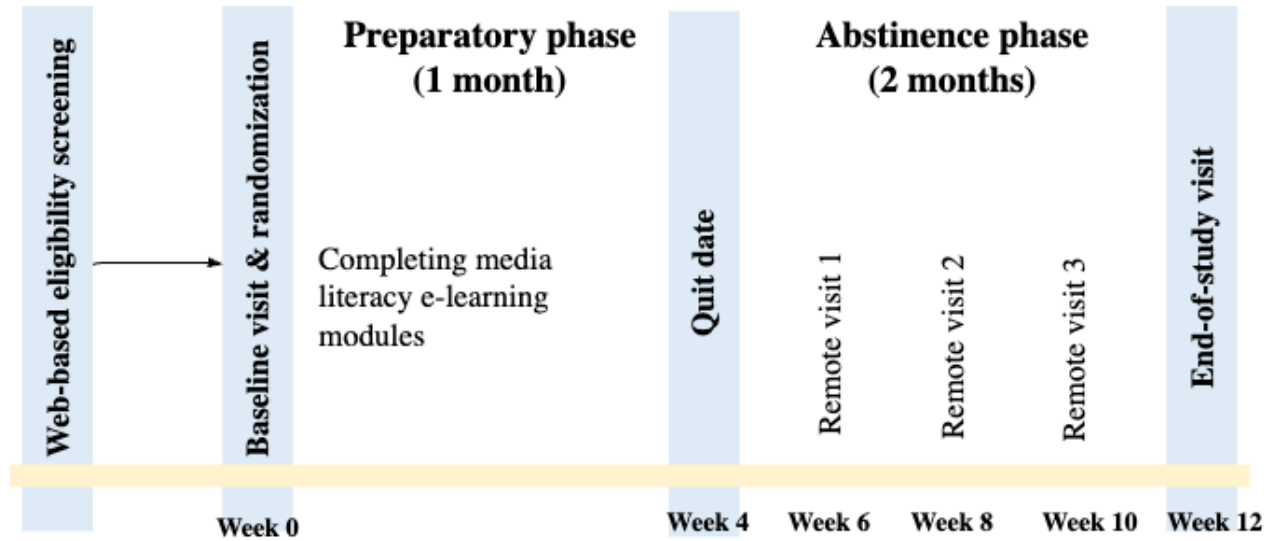 Web-based eligibility screening
Baseline visit & randomization
Preparatory phase
(1 month)
Completing media
literacy e-learning
modules
Quit date
Abstinence phase
(2 months)
Remote visit 1
Remote visit 2
Remote visit 3
End-of-study visit
Week 0
Week 4
Week 6
Week 8
Week 10
Week 12